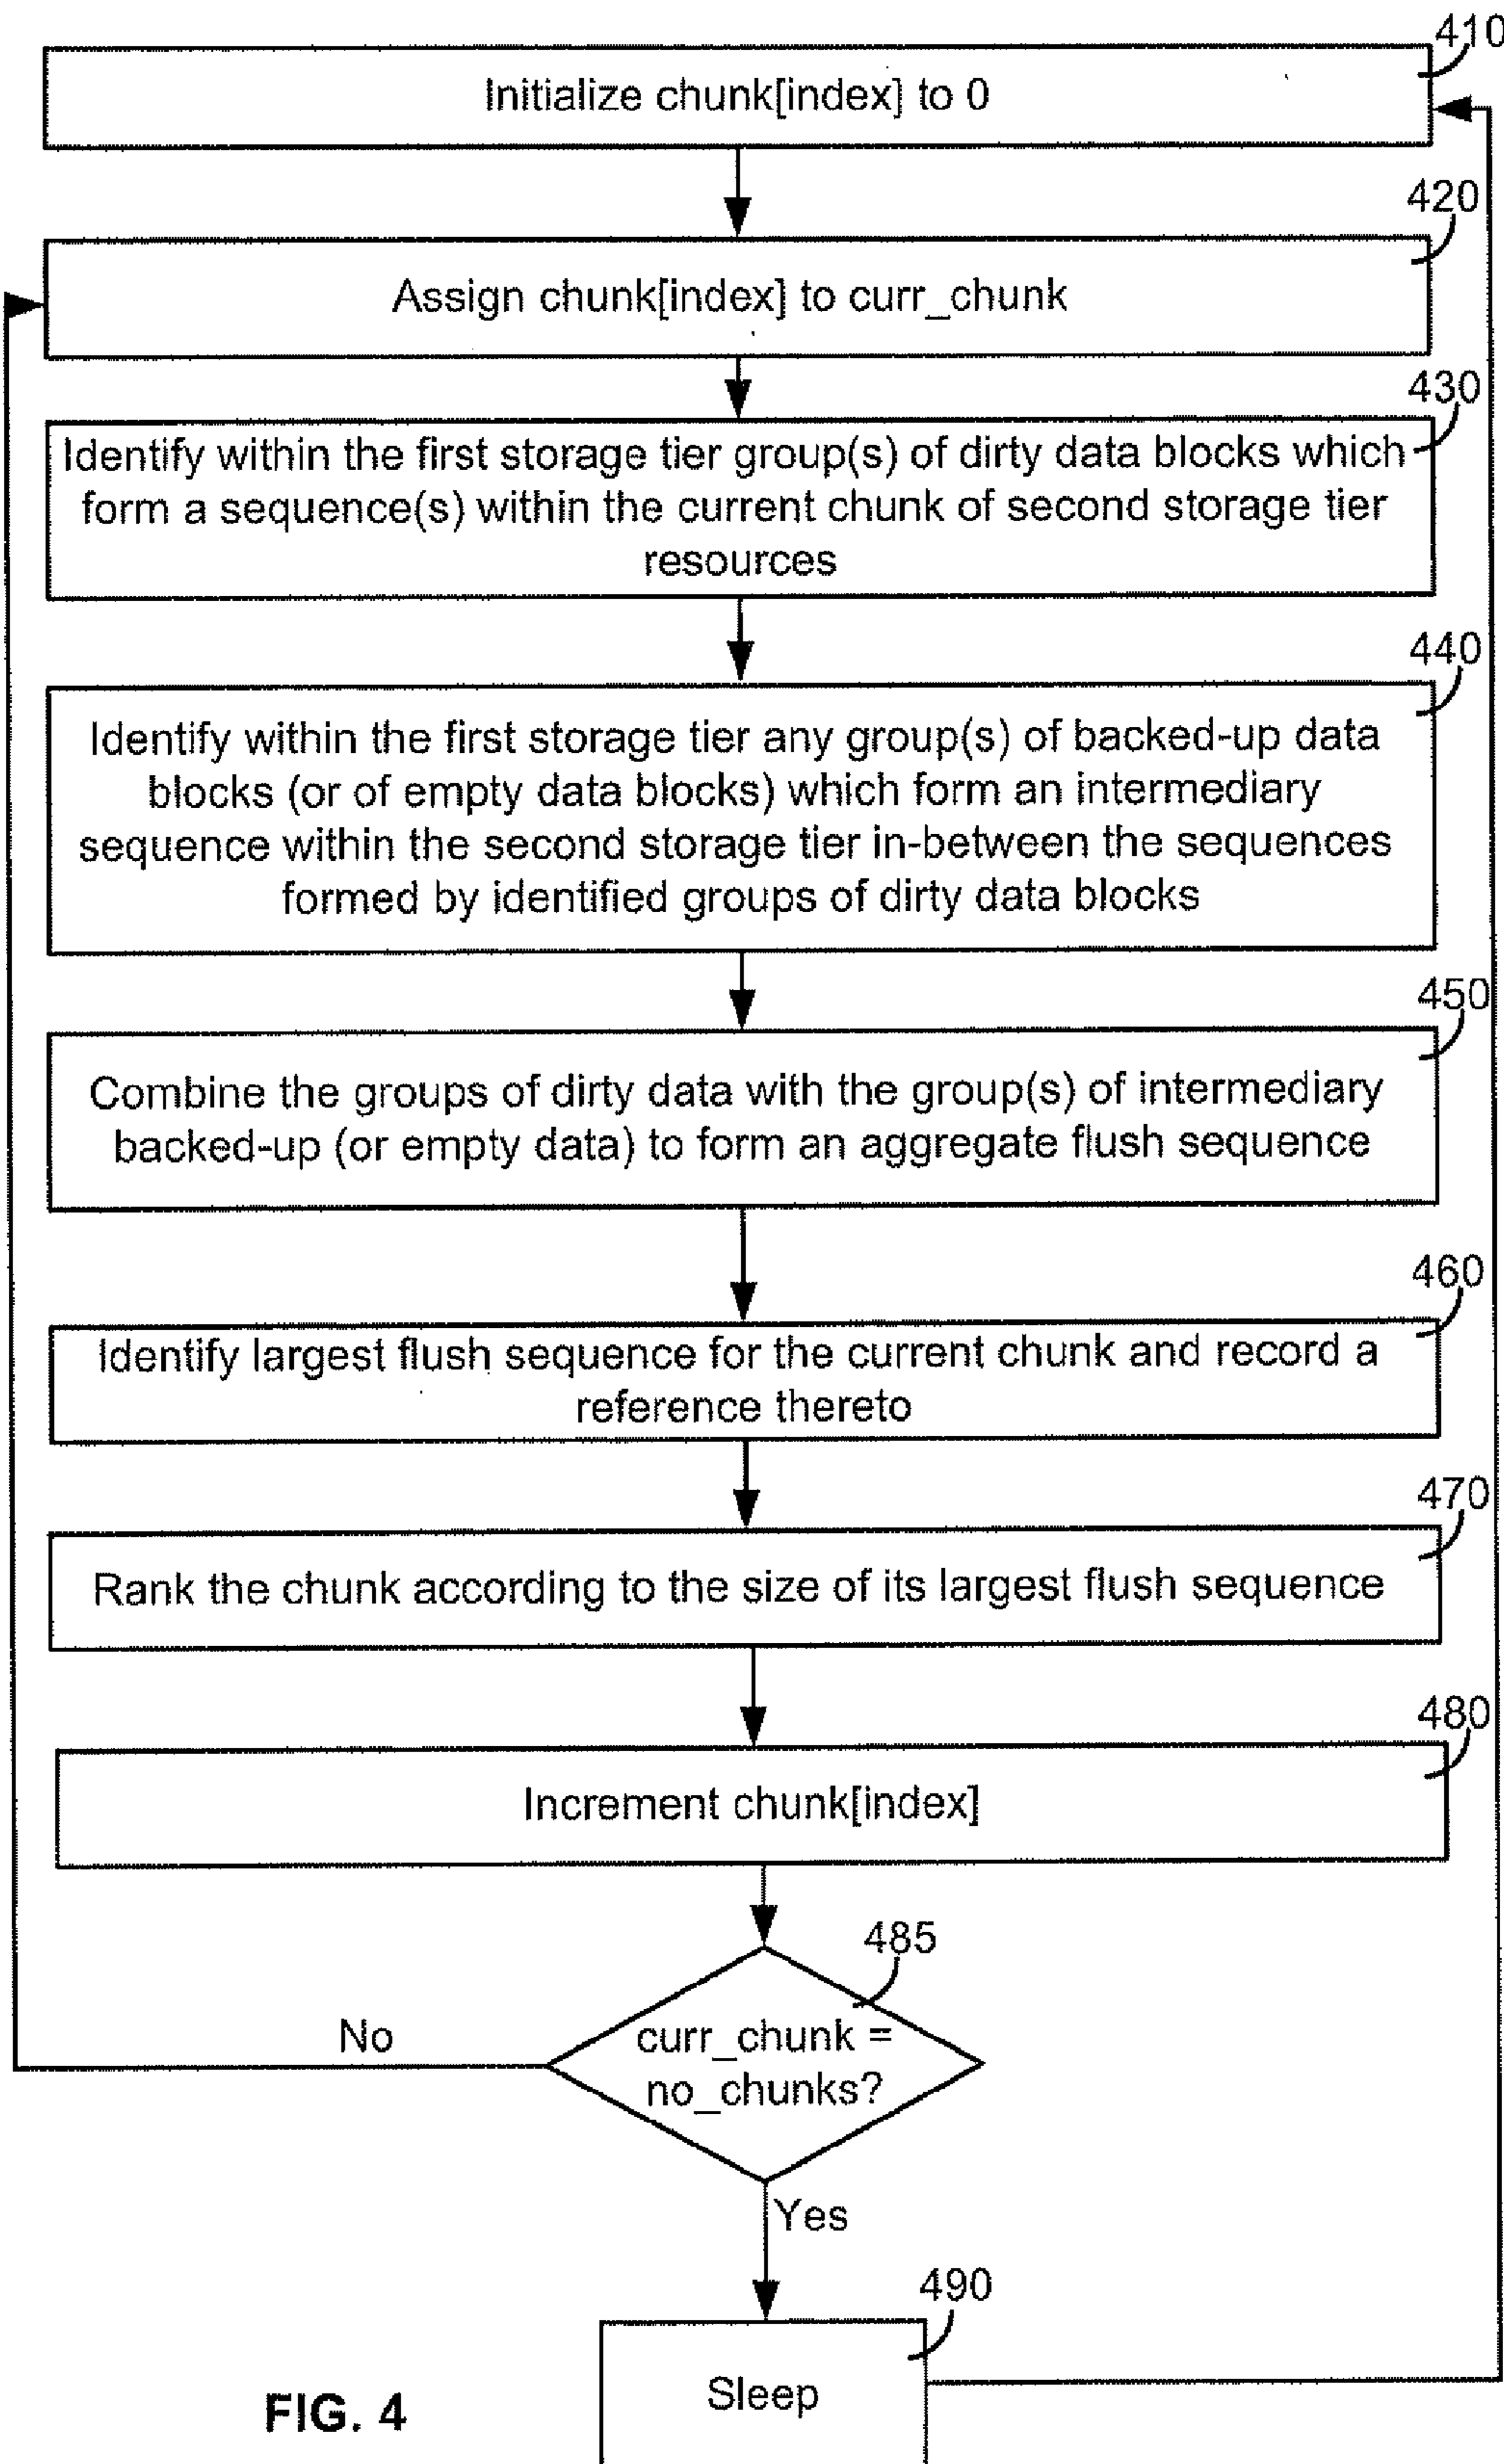 410
Initialize chunk[index] to 0
420
Assign chunk[index] to curr_chunk
430
Identify within the first storage tier group(s) of dirty data blocks which
form a sequence(s) within the current chunk of second storage tier
resources
440
Identify within the first storage tier any group(s) of backed-up data
blocks (or of empty data blocks) which form an intermediary
sequence within the second storage tier in-between the sequences
formed by identified groups of dirty data blocks
450
Combine the groups of dirty data with the group(s) of intermediary
backed-up (or empty data) to form an aggregate flush sequence
460
Identify largest flush sequence for the current chunk and record a
reference thereto
470
Rank the chunk according to the size of its largest flush sequence
480
Increment chunk[index]
485
curr_chunk =
no_chunks?
No
Yes
490
Sleep
FIG. 4